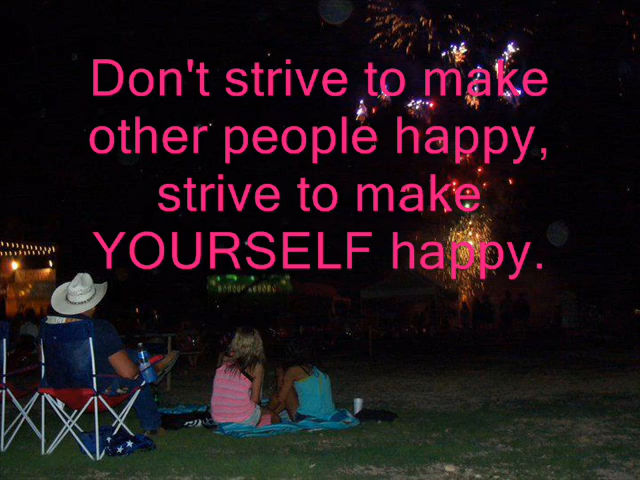 Don't strive to make
other people happy,
strive to make
YOURSELF happy.